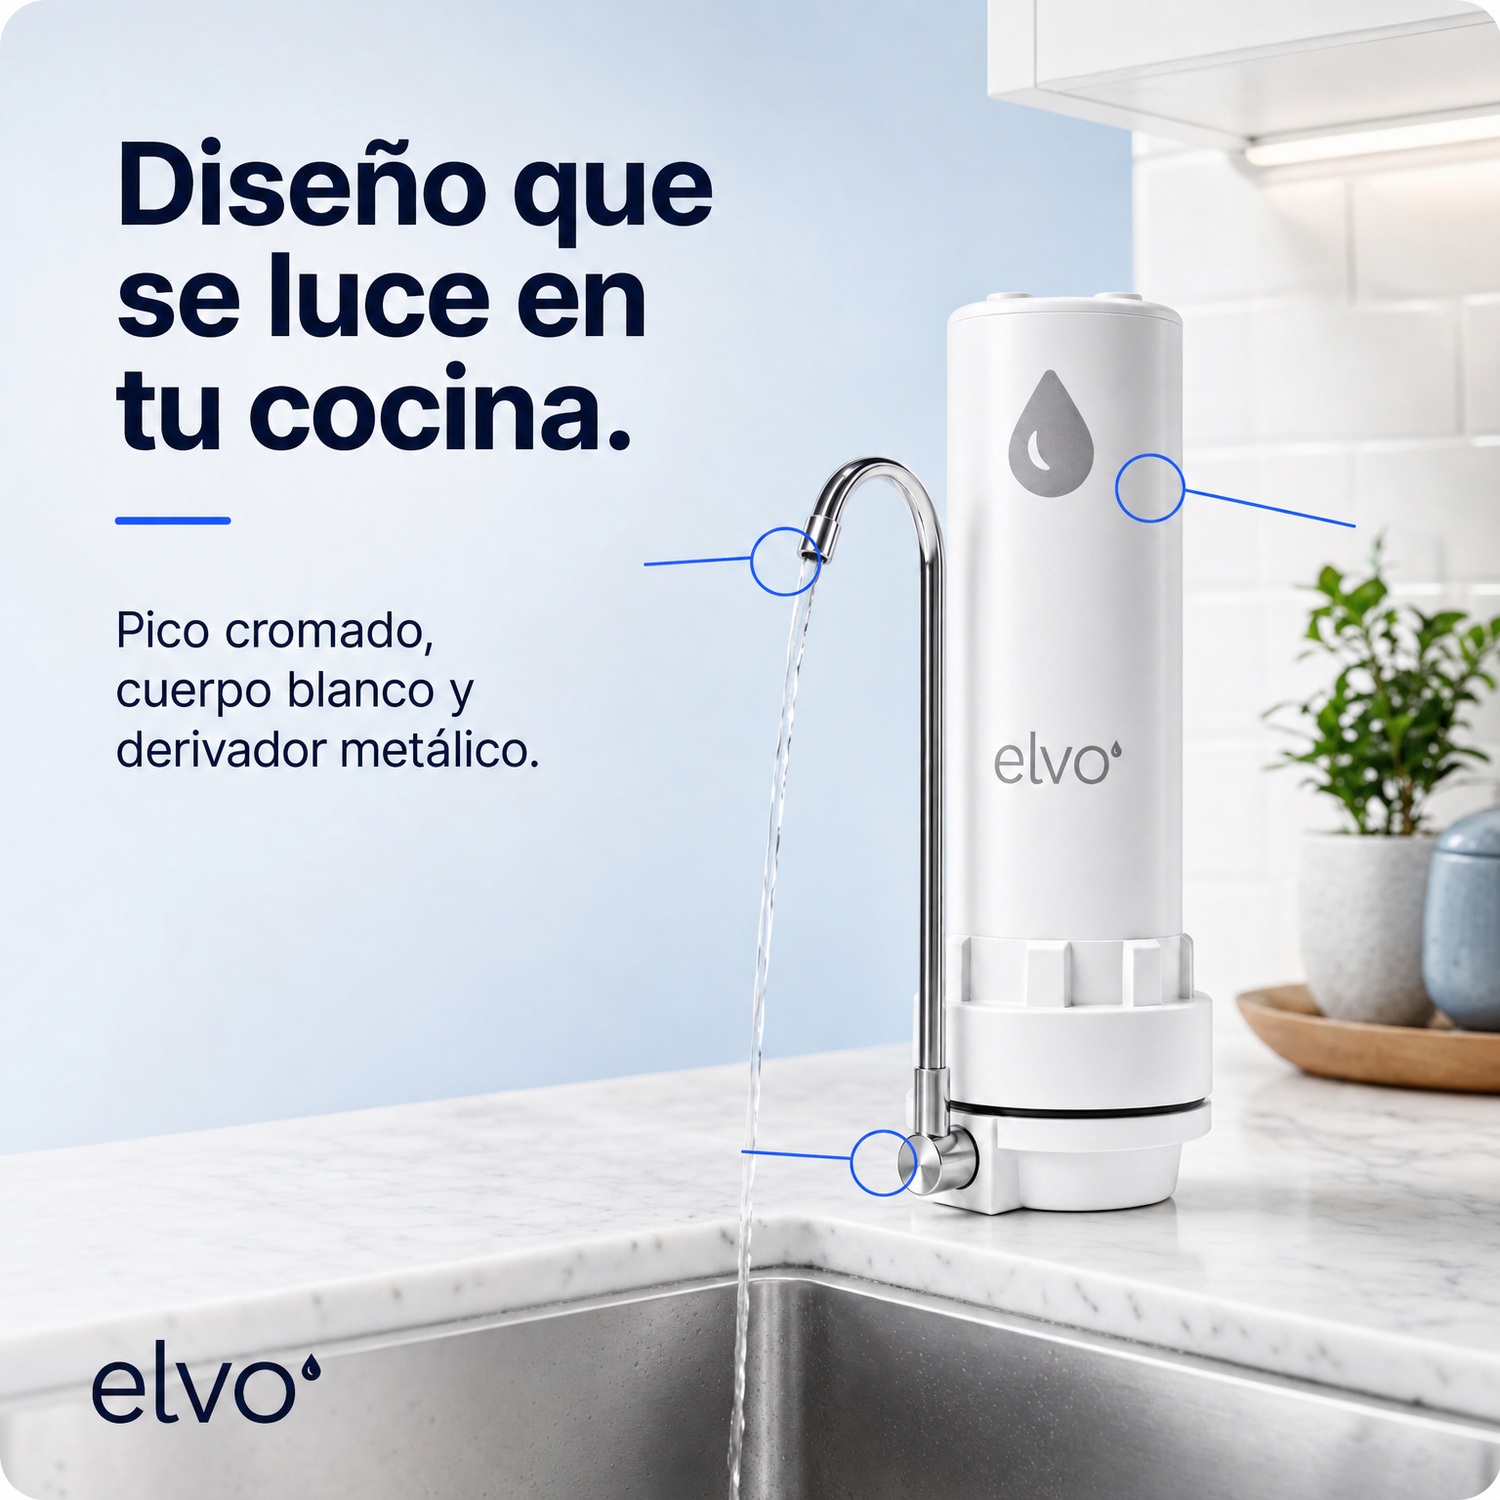 Diseño que
se luce en
tu cocina.
Pico cromado,
cuerpo blanco y
derivador metálico.
elvo
elvo